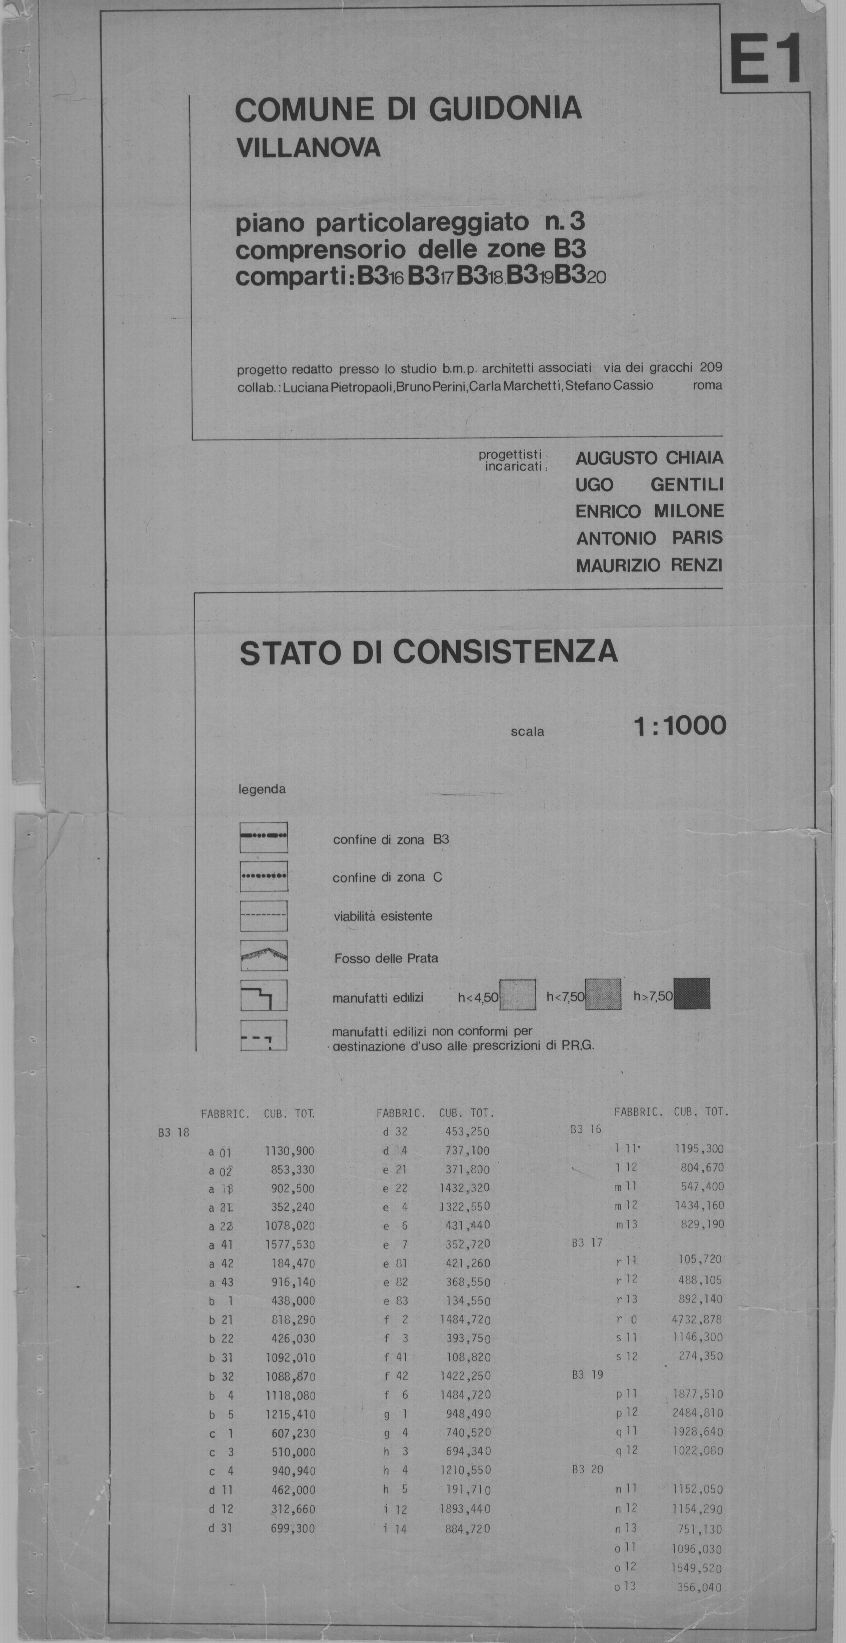 E1
COMUNE DI GUIDONIA
VILLANOVA
piano particolareggiato n.3
comprensorio delle zone B3
comparti: B316 B317 B318 B319 B320
progetto redatto presso lo studio b.m.p. architetti associati via dei gracchi 209
collab.: Luciana Pietropaoli, Bruno Perini, Carla Marchetti, Stefano Cassio roma
progettisti
incaricati:
AUGUSTO CHIAIA
UGO GENTILI
ENRICO MILONE
ANTONIO PARIS
MAURIZIO RENZI
STATO DI CONSISTENZA
scala 1:1000
legenda
confine di zona B3
confine di zona C
viabilità esistente
Fosso delle Prata
manufatti edilizi h<4,50 h<7,50 h>7,50
manufatti edilizi non conformi per
destinazione d'uso alle prescrizioni di P.R.G.
FABBRIC. CUB. TOT.
B3 18
a 01 1130,900
a 02 853,330
a 902,500
a 21 352,240
a 22 1078,020
a 41 1577,530
a 42 184,470
a 43 916,140
b 1 438,000
b 21 818,290
b 22 426,030
b 31 1092,010
b 32 1088,870
b 4 1118,080
b 5 1215,410
c 1 607,230
c 3 510,000
c 4 940,940
d 11 462,000
d 12 312,660
d 31 699,300
FABBRIC. CUB. TOT.
d 32 453,250
d 4 737,100
e 21 371,800
e 22 1432,320
e 4 1322,550
e 431,440
e 7 352,720
e 81 421,260
e 82 368,550
e 83 134,550
f 2 1484,720
f 3 393,750
f 41 108,820
f 42 1422,250
f 6 1484,720
g 1 948,490
g 4 740,520
h 3 694,340
h 4 1210,550
h 5 191,710
i 12 1893,440
i 14 884,720
FABBRIC. CUB. TOT.
B3 16
l 11 1195,300
l 12 804,670
m 11 547,400
m 12 1434,160
m 13 829,190
B3 17
r 11 105,720
r 12 488,105
r 13 892,140
r 4732,878
s 11 1146,300
s 12 274,350
B3 19
p 11 1877,510
p 12 2484,810
q 11 1928,640
q 12 1022,080
B3 20
n 11 1152,050
n 12 1154,290
n 13 751,130
o 11 1096,030
o 12 1549,520
o 13 356,040